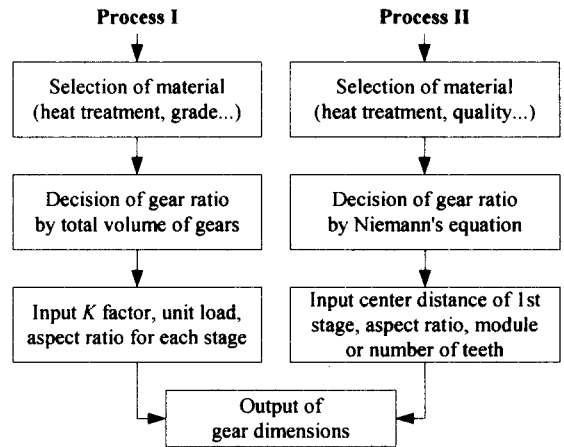 Process I
Selection of material
(heat treatment, grade...)
Decision of gear ratio
by total volume of gears
Input K factor, unit load,
aspect ratio for each stage
Process II
Selection of material
(heat treatment, quality...)
Decision of gear ratio
by Niemann's equation
Input center distance of 1st
stage, aspect ratio, module
or number of teeth
Output of
gear dimensions